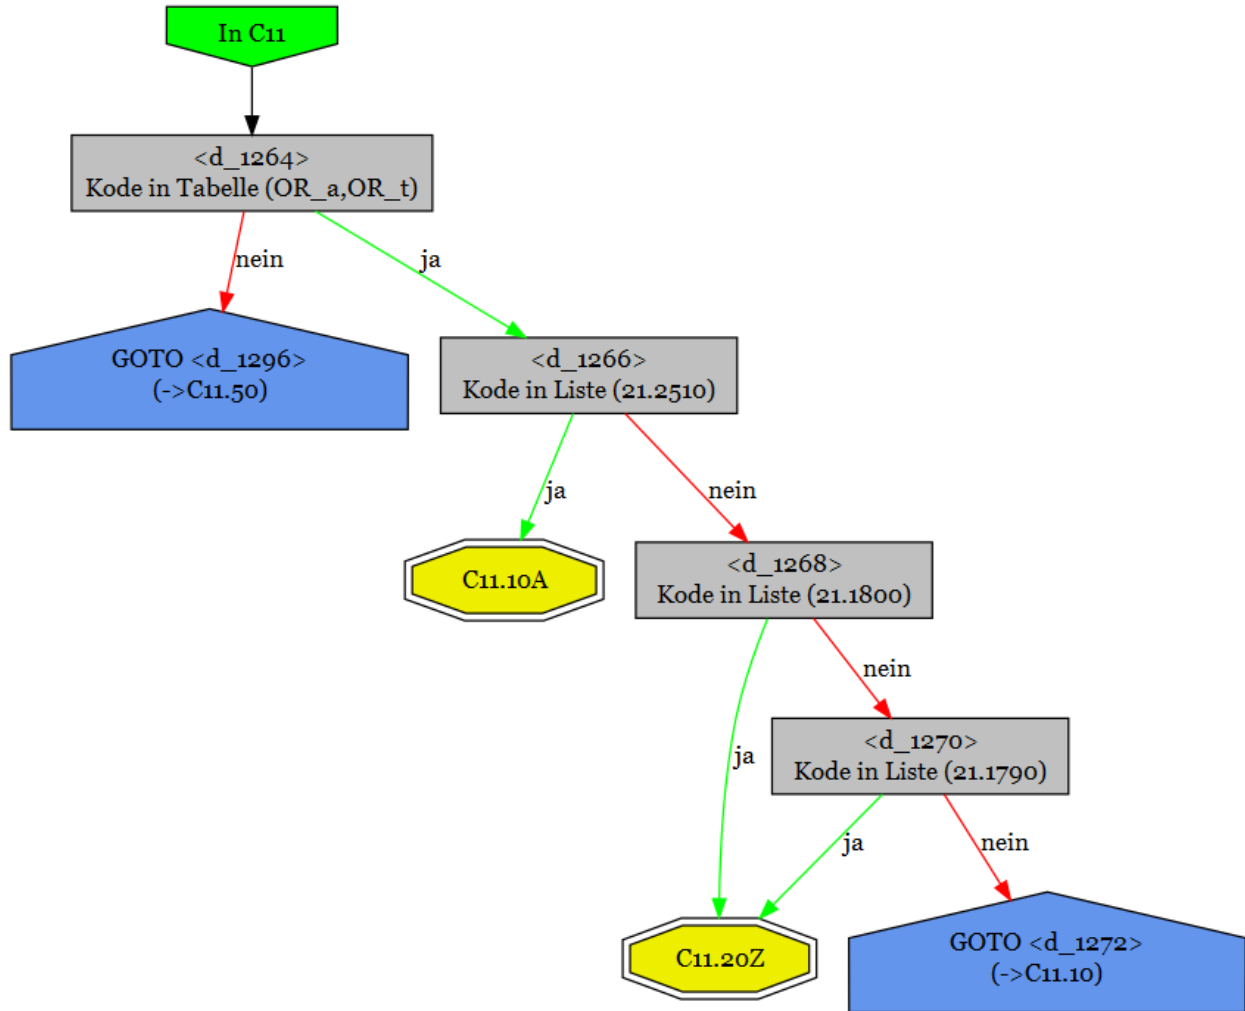 In C11
<d_1264>
Kode in Tabelle (OR_a,OR_t)
nein
ja
GOTO <d_1296>
(->C11.50)
<d_1266>
Kode in Liste (21.2510)
ja
nein
C11.10A
<d_1268>
Kode in Liste (21.1800)
nein
ja
<d_1270>
Kode in Liste (21.1790)
ja
nein
C11.20Z
GOTO <d_1272>
(->C11.10)